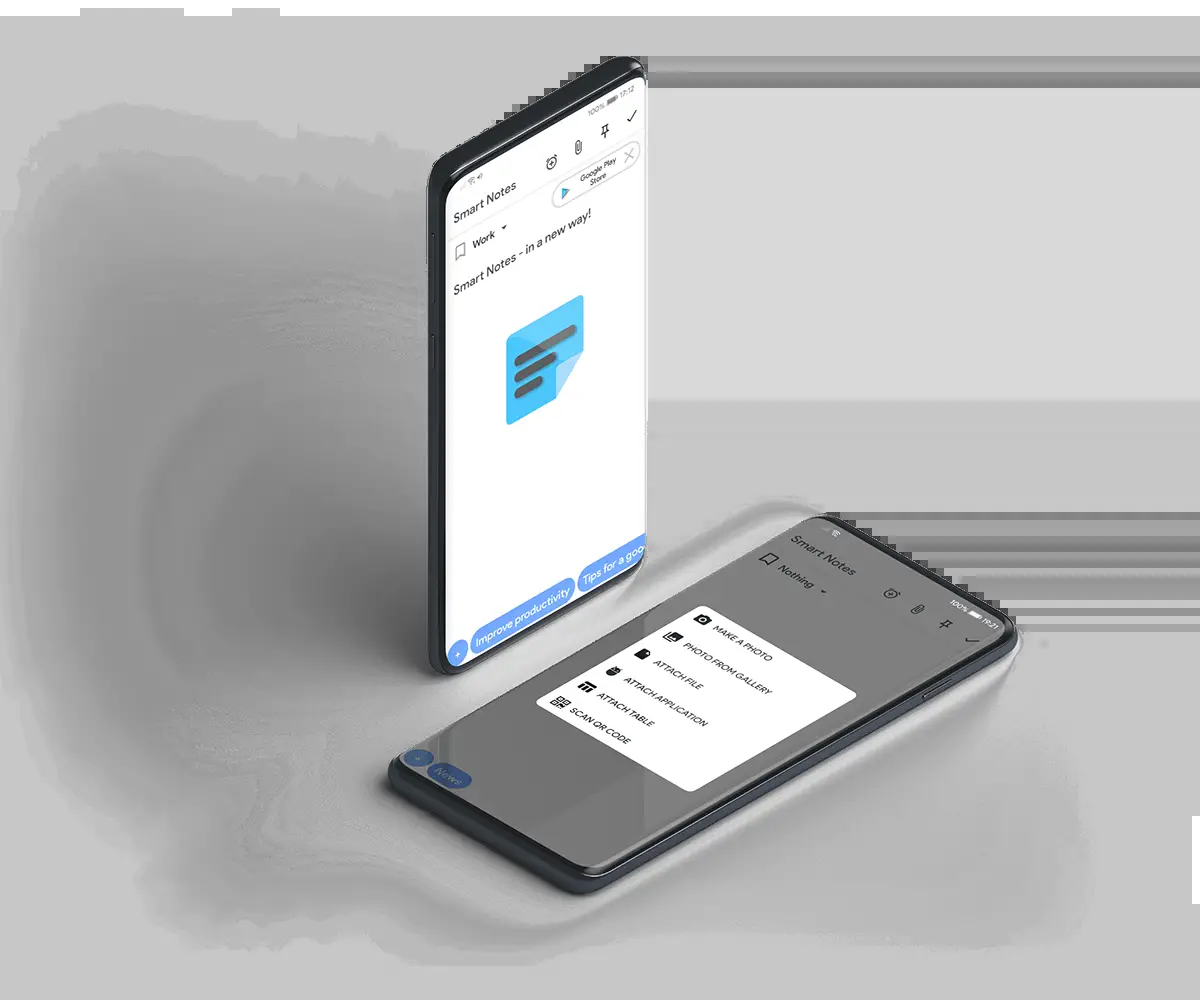 100% 17:12
Smart Notes
Google Play
Store
Work
Smart Notes - in a new way!
Improve productivity
Tips for a goo
Smart Notes
100% 19:21
Nothing
MAKE A PHOTO
PHOTO FROM GALLERY
ATTACH FILE
ATTACH APPLICATION
ATTACH TABLE
SCAN QR CODE
+ News